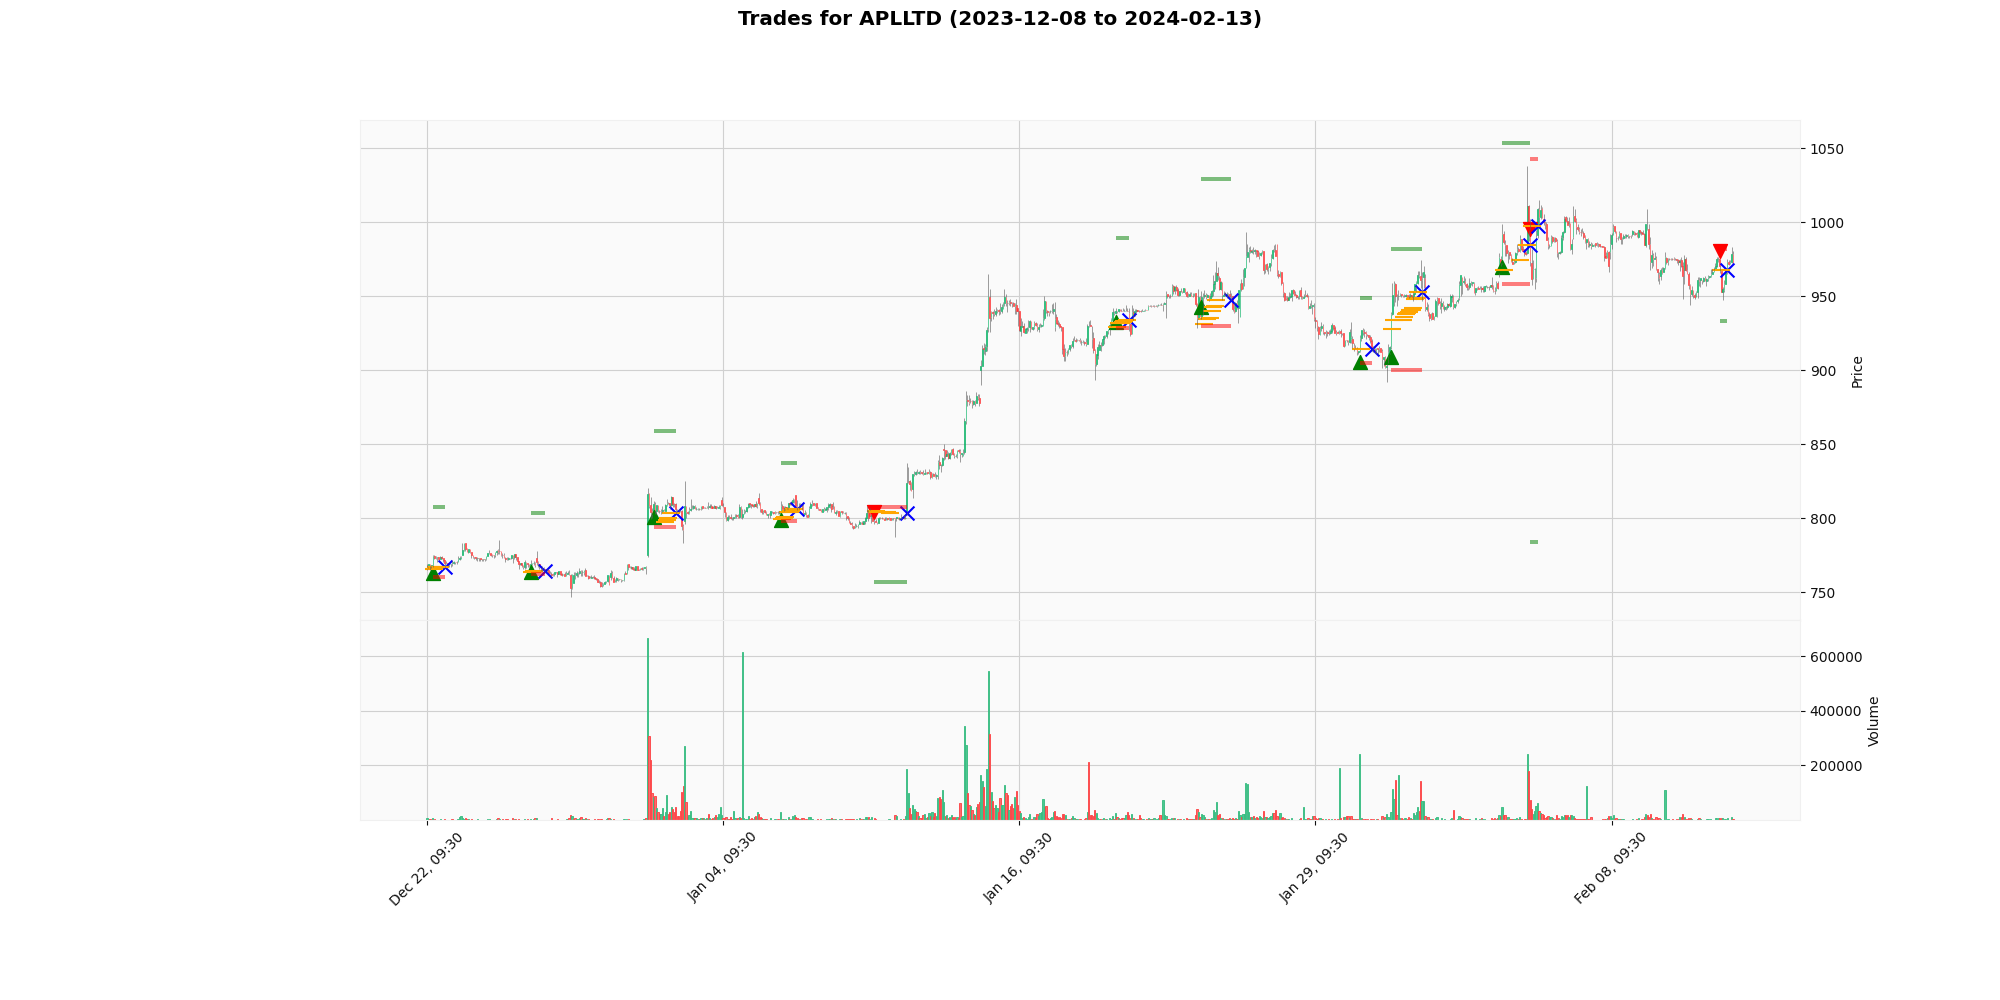 Trades for APLLTD (2023-12-08 to 2024-02-13)
1050
1000
950
900
850
800
750
Price
600000
400000
200000
Volume
Dec 22, 09:30
Jan 04, 09:30
Jan 16, 09:30
Jan 29, 09:30
Feb 08, 09:30